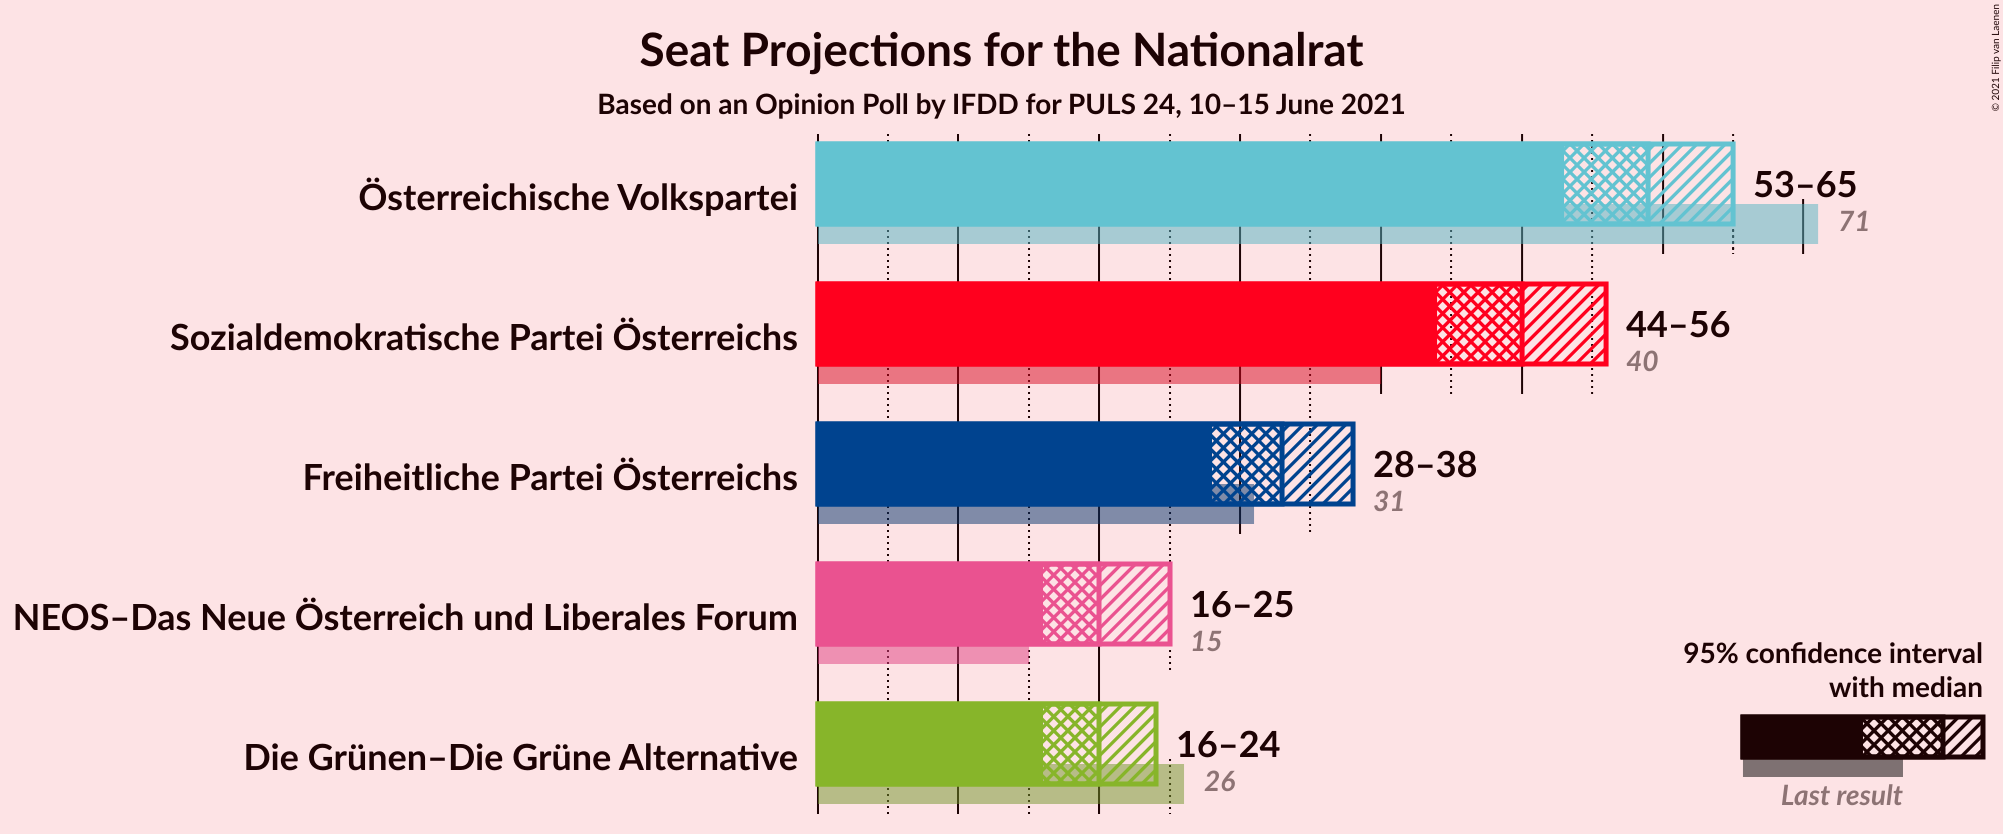 Seat Projections for the Nationalrat
Based on an Opinion Poll by IFDD for PULS 24, 10–15 June 2021
© 2021 Filip van Laenen
Österreichische Volkspartei
53–65
71
Sozialdemokratische Partei Österreichs
44–56
40
Freiheitliche Partei Österreichs
28–38
31
NEOS–Das Neue Österreich und Liberales Forum
16–25
15
Die Grünen–Die Grüne Alternative
16–24
26
95% confidence interval
with median
Last result